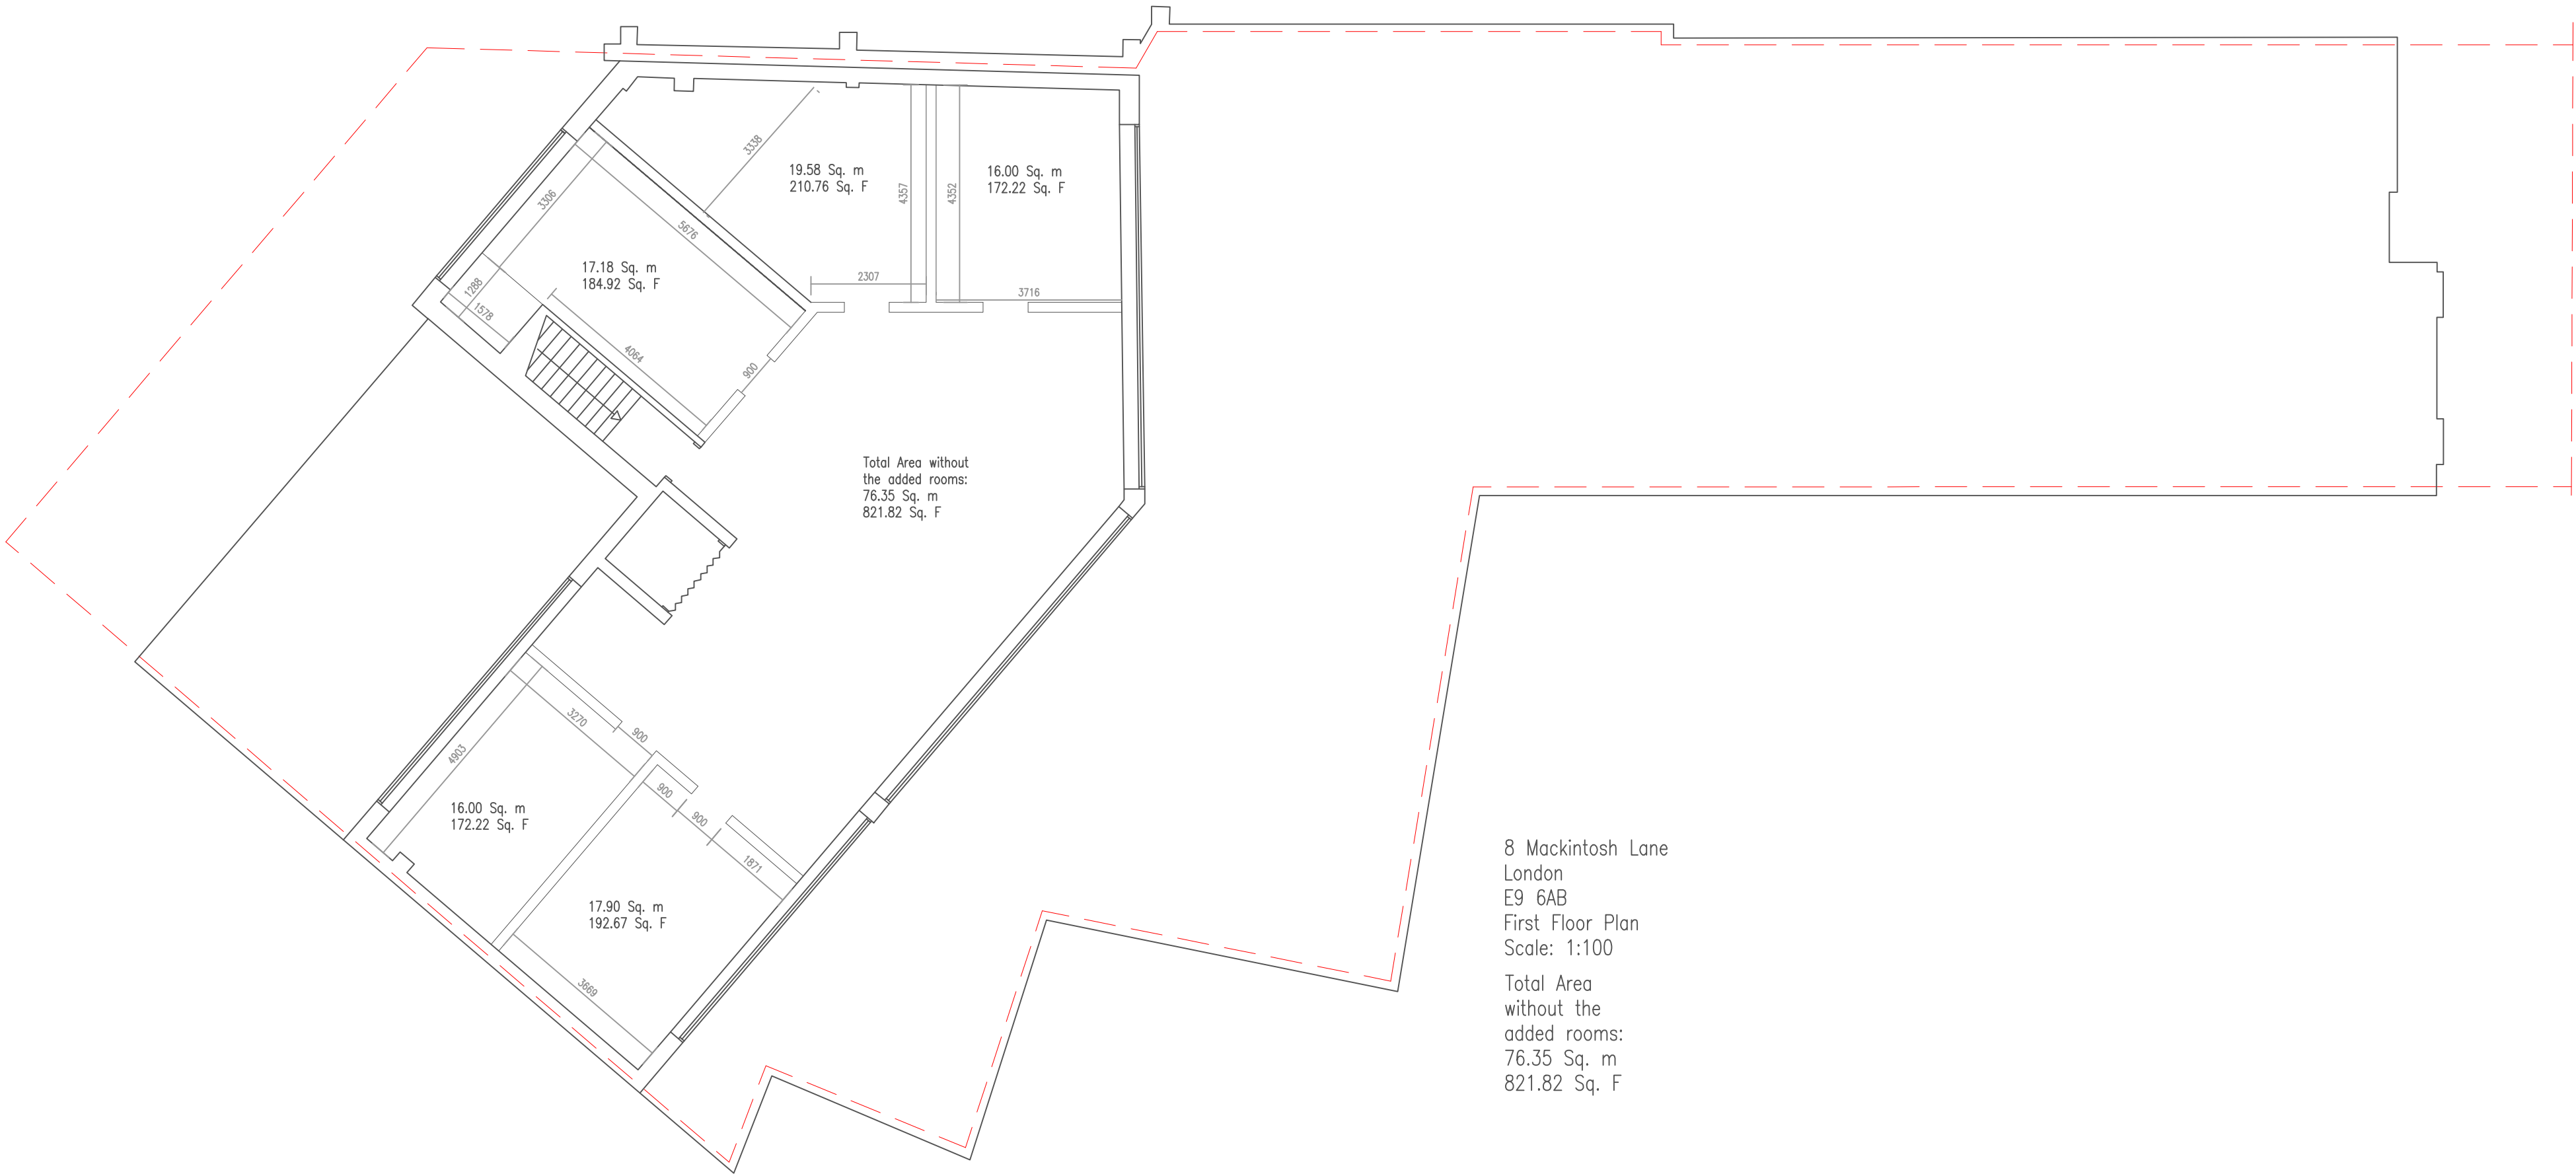 3338
19.58 Sq. m
210.76 Sq. F
4357
4352
16.00 Sq. m
172.22 Sq. F
3306
5676
17.18 Sq. m
184.92 Sq. F
2307
3716
1288
1578
4064
900
Total Area without
the added rooms:
76.35 Sq. m
821.82 Sq. F
3270
900
4903
900
900
16.00 Sq. m
172.22 Sq. F
1871
17.90 Sq. m
192.67 Sq. F
3669
8 Mackintosh Lane
London
E9 6AB
First Floor Plan
Scale: 1:100
Total Area
without the
added rooms:
76.35 Sq. m
821.82 Sq. F